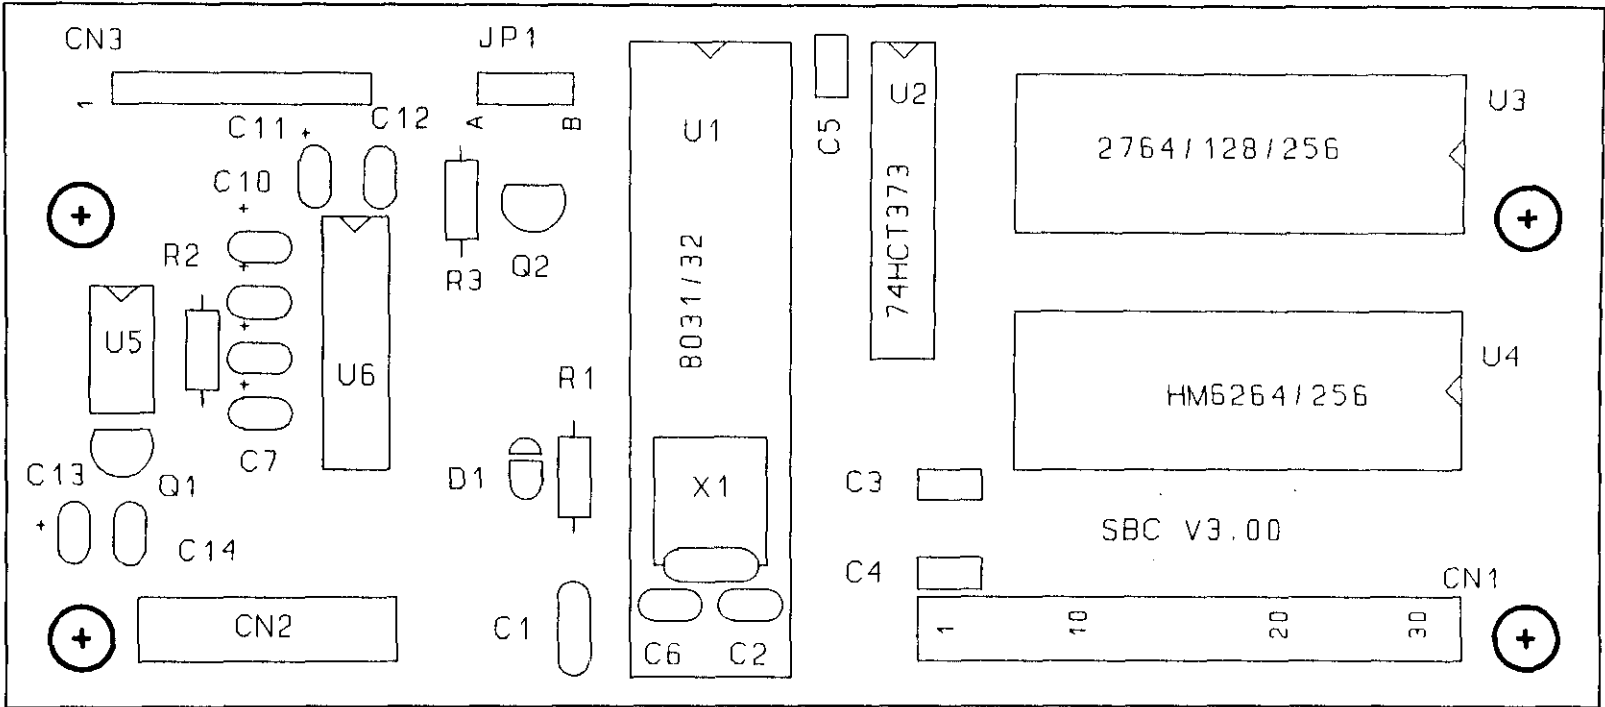 CN3
JP1
1
A
B
C11 +
C12
C10
+
R2
+
+
+
R3
Q2
U5
U6
C7
C13
+
Q1
C14
CN2
R1
D1
C1
U1
8031/32
X1
C6
C2
C5
U2
74HCT373
2764/128/256
U3
HM6264/256
U4
C3
SBC V3.00
C4
CN1
1 10 20 30